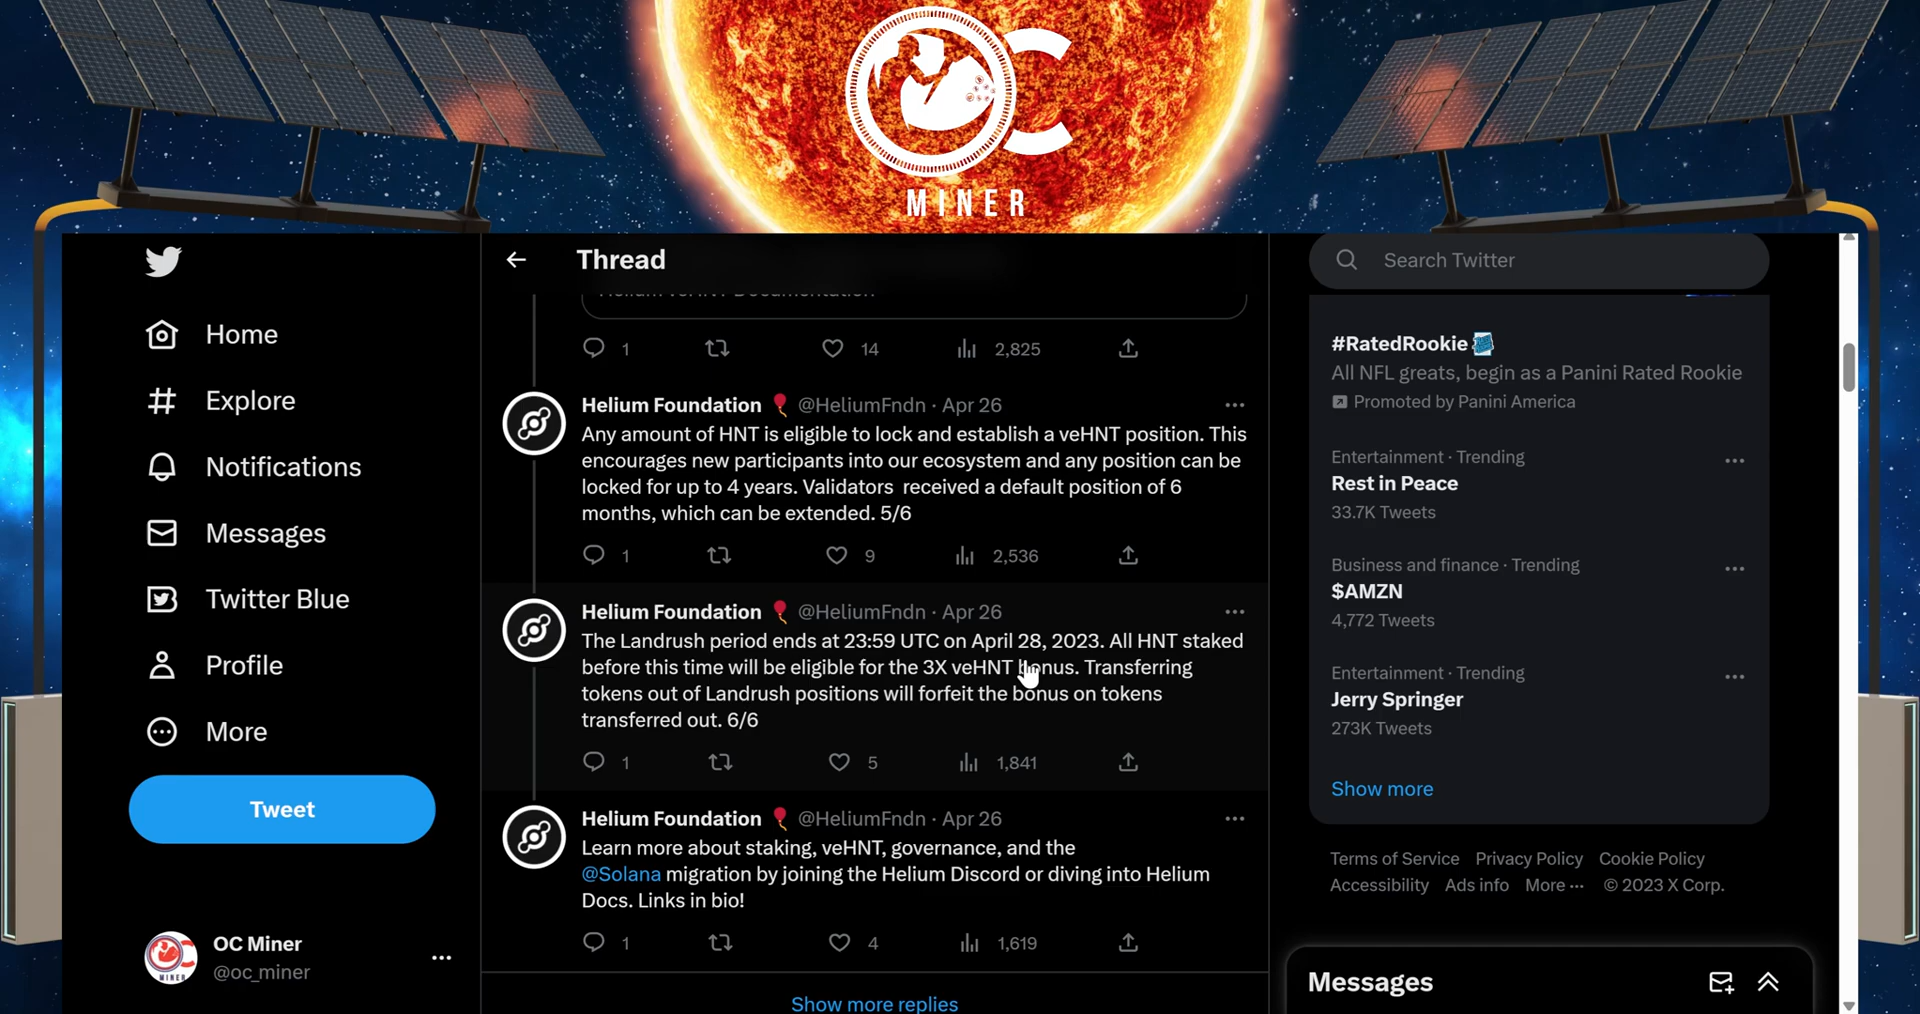 C
MINER
Thread
Search Twitter
Home
Explore
Notifications
Messages
Twitter Blue
Profile
More
Tweet
OC Miner
@oc_miner
Helium veHNT Documentation
1 14 2,825
Helium Foundation @HeliumFndn · Apr 26
Any amount of HNT is eligible to lock and establish a veHNT position. This
encourages new participants into our ecosystem and any position can be
locked for up to 4 years. Validators received a default position of 6
months, which can be extended. 5/6
1 9 2,536
Helium Foundation @HeliumFndn · Apr 26
The Landrush period ends at 23:59 UTC on April 28, 2023. All HNT staked
before this time will be eligible for the 3X veHNT bonus. Transferring
tokens out of Landrush positions will forfeit the bonus on tokens
transferred out. 6/6
1 5 1,841
Helium Foundation @HeliumFndn · Apr 26
Learn more about staking, veHNT, governance, and the
@Solana migration by joining the Helium Discord or diving into Helium
Docs. Links in bio!
1 4 1,619
Show more replies
#RatedRookie
All NFL greats, begin as a Panini Rated Rookie
Promoted by Panini America
Entertainment · Trending
Rest in Peace
33.7K Tweets
Business and finance · Trending
$AMZN
4,772 Tweets
Entertainment · Trending
Jerry Springer
273K Tweets
Show more
Terms of Service Privacy Policy Cookie Policy
Accessibility Ads info More ··· © 2023 X Corp.
Messages